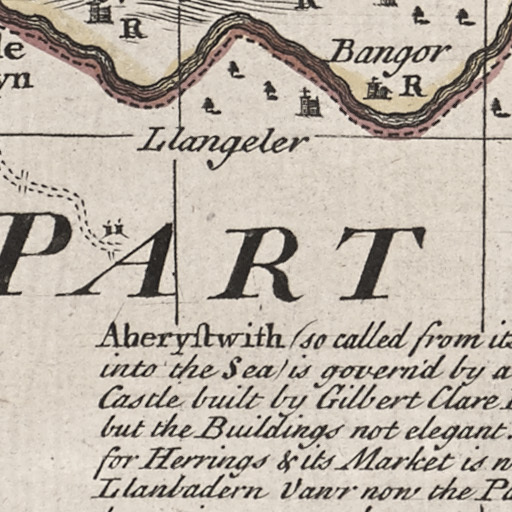 R
R
le
yn
Bangor
R
Llangeler
PART
Aberyſtwith (so called from its
into the Sea) is govern'd by a
Castle built by Gilbert Clare
but the Buildings not elegant.
for Herrings & its Market is
Llanbadern Vawr now the